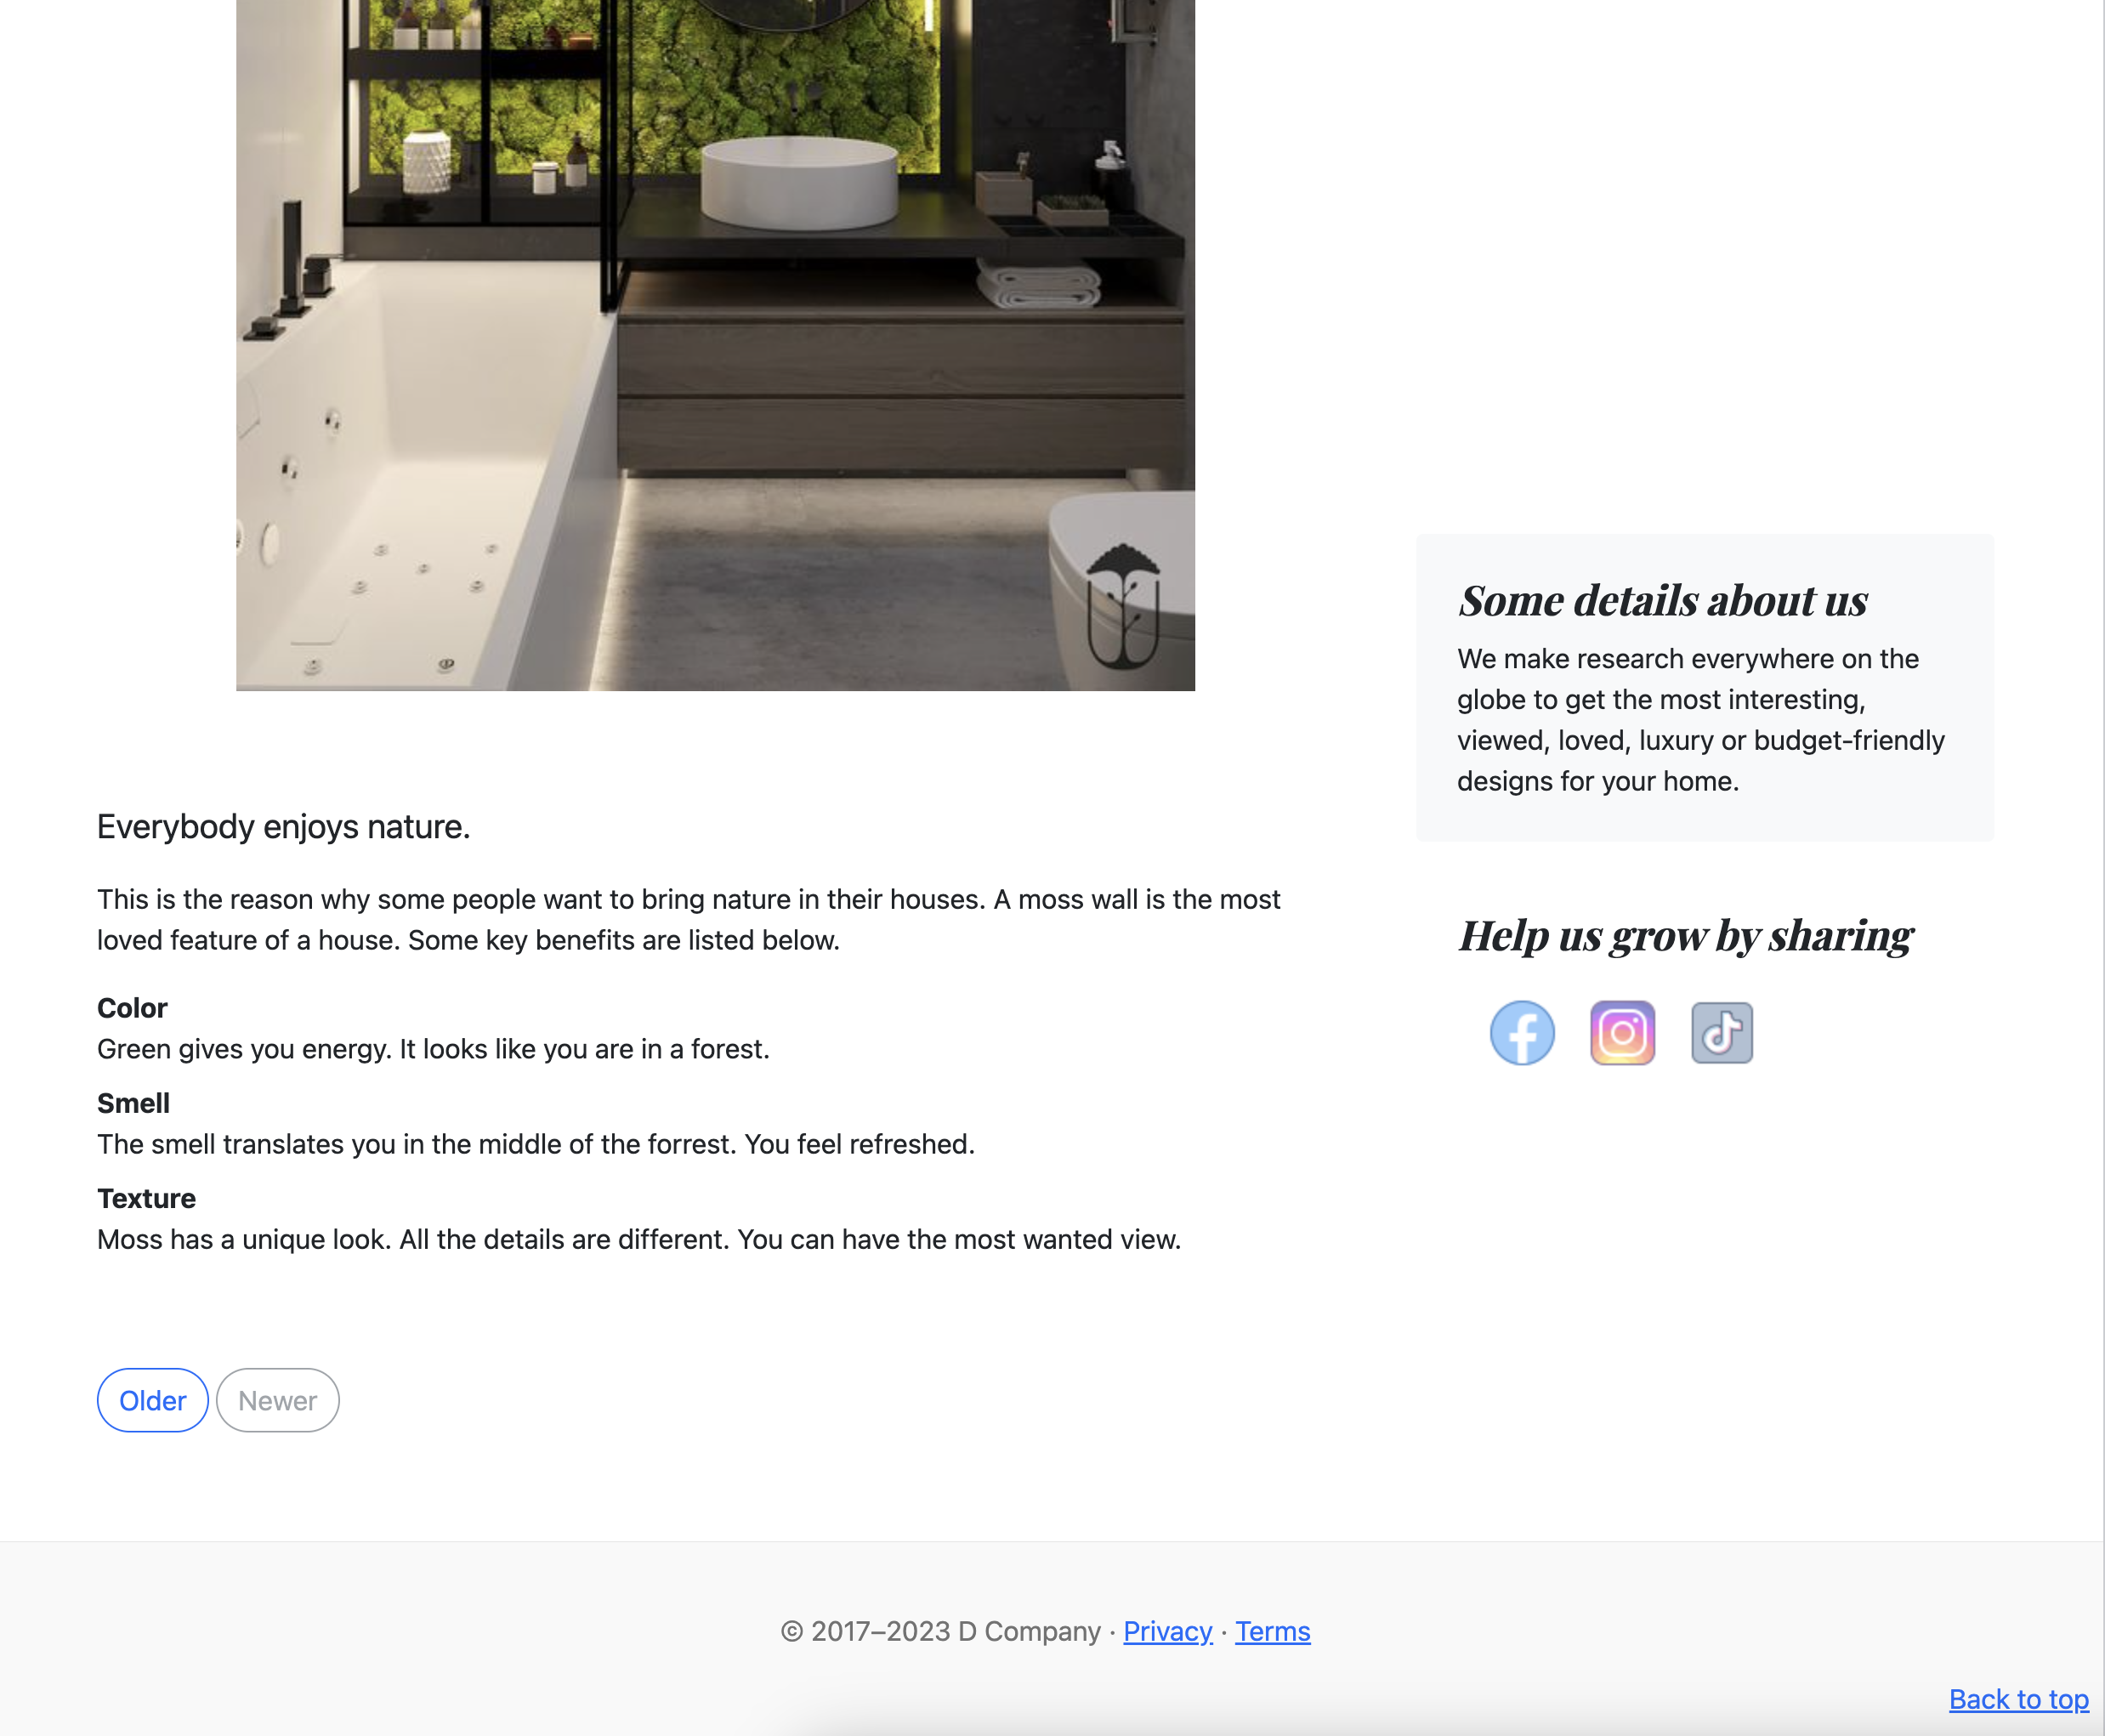 Everybody enjoys nature.
This is the reason why some people want to bring nature in their houses. A moss wall is the most
loved feature of a house. Some key benefits are listed below.
Color
Green gives you energy. It looks like you are in a forest.
Smell
The smell translates you in the middle of the forrest. You feel refreshed.
Texture
Moss has a unique look. All the details are different. You can have the most wanted view.
Older Newer
Some details about us
We make research everywhere on the
globe to get the most interesting,
viewed, loved, luxury or budget-friendly
designs for your home.
Help us grow by sharing
© 2017–2023 D Company · Privacy · Terms
Back to top